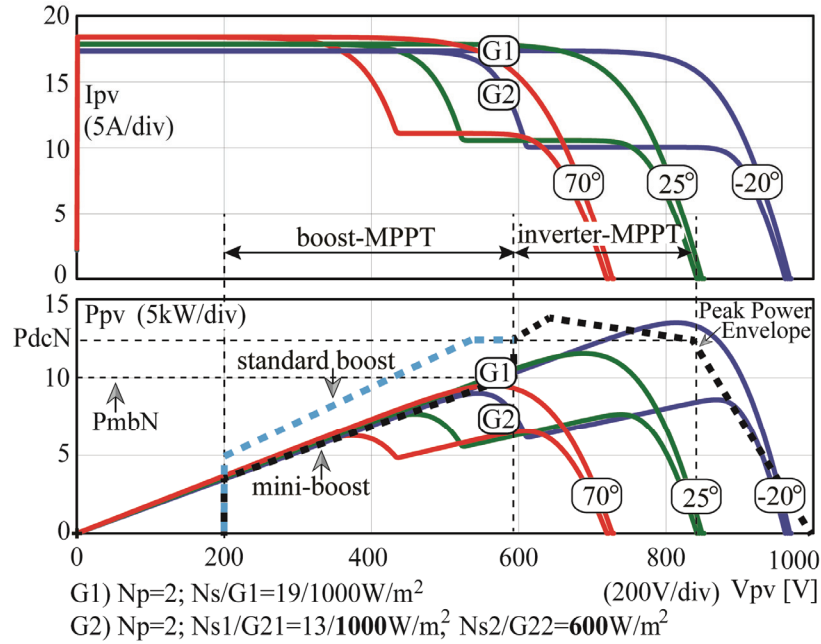 20
15
10
5
0
Ipv
(5A/div)
G1
G2
70°
25°
-20°
boost-MPPT
inverter-MPPT
15
PdcN
10
5
0
Ppv (5kW/div)
standard boost
PmbN
mini-boost
G1
G2
Peak Power
Envelope
70°
25°
-20°
0 200 400 600 800 1000
(200V/div) Vpv [V]
G1) Np=2; Ns/G1=19/1000W/m²
G2) Np=2; Ns1/G21=13/1000W/m², Ns2/G22=600W/m²